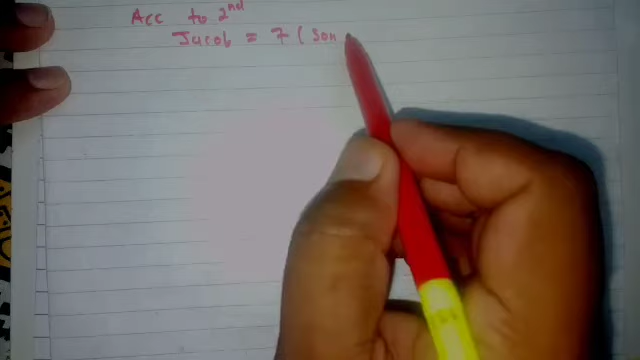 Acc to 2nd
Jacob = 7 ( Son